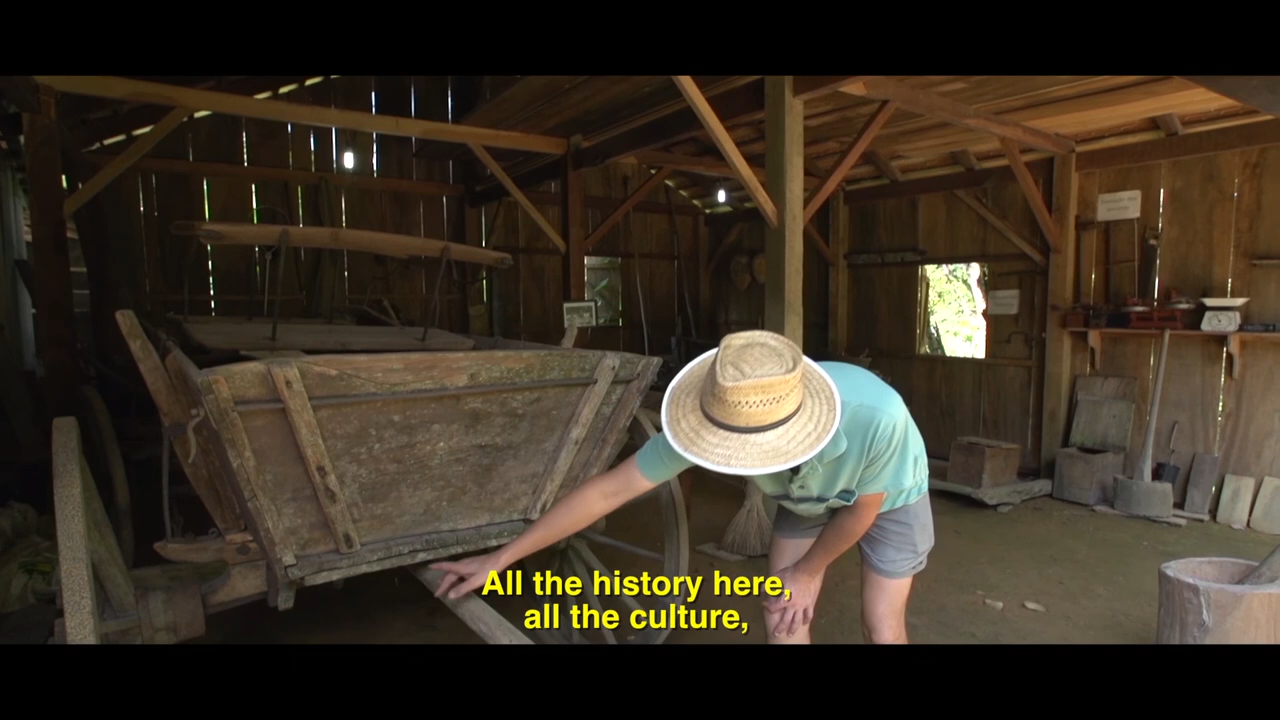 All the history here,
all the culture,